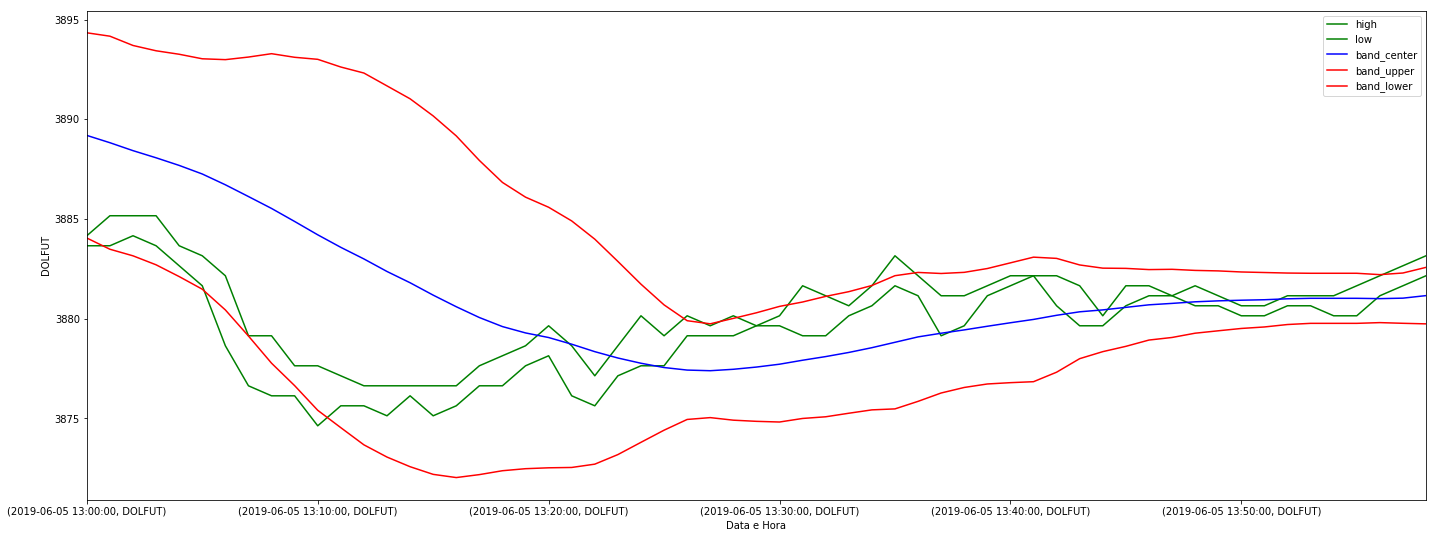 3895
3890
3885
3880
3875
DOLFUT
high
low
band_center
band_upper
band_lower
(2019-06-05 13:00:00, DOLFUT)
(2019-06-05 13:10:00, DOLFUT)
(2019-06-05 13:20:00, DOLFUT)
(2019-06-05 13:30:00, DOLFUT)
(2019-06-05 13:40:00, DOLFUT)
(2019-06-05 13:50:00, DOLFUT)
Data e Hora